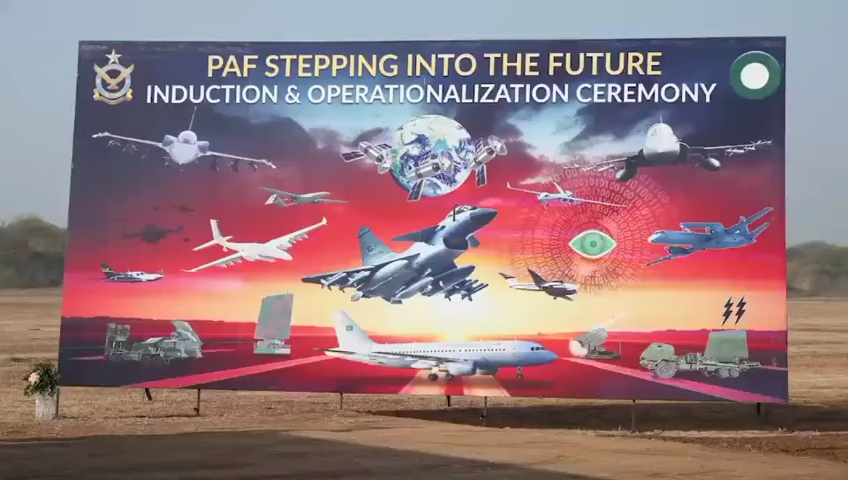 PAF STEPPING INTO THE FUTURE
INDUCTION & OPERATIONALIZATION CEREMONY